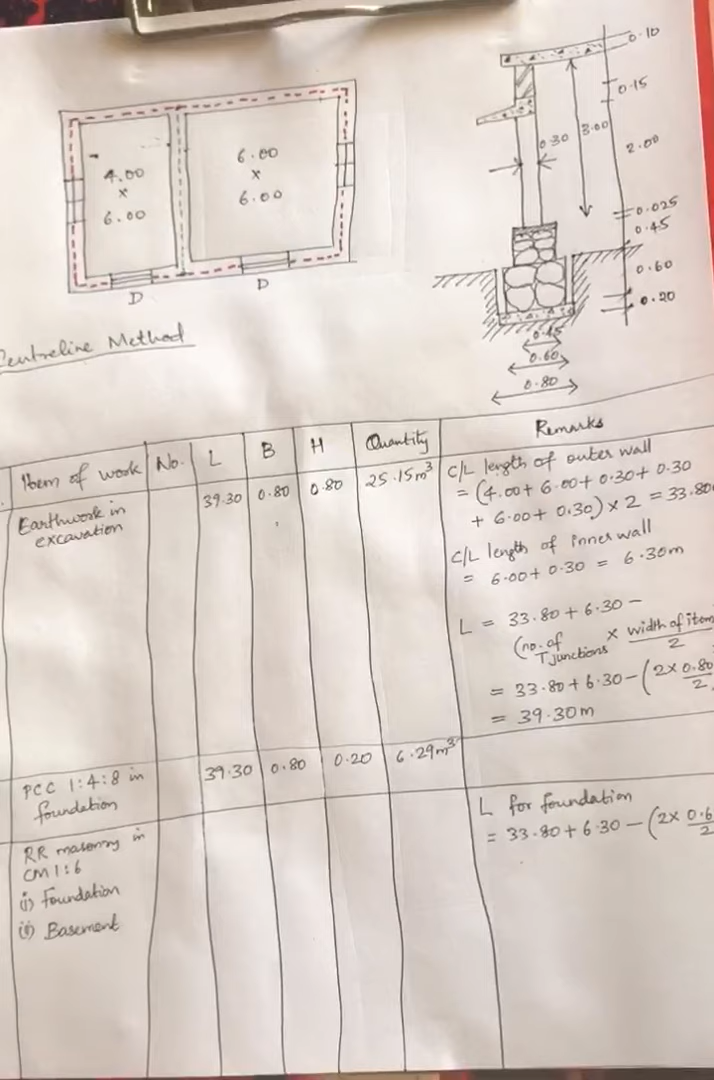 0.10
0.15
0.30
3.00
2.00
0.025
0.45
0.60
0.20
0.45
0.60
0.80
4.00
x
6.00
6.00
x
6.00
D
D
Centreline Method
Item of work No. L B H Quantity Remarks
Earthwork in
excavation
39.30 0.80 0.80 25.15m³
C/L length of outer wall
= (4.00+6.00+0.30+0.30
+ 6.00+0.30)×2 = 33.80
C/L length of inner wall
= 6.00+0.30 = 6.30m
L = 33.80+6.30 -
(no. of T junctions × width of item / 2
= 33.80+6.30-(2×0.80/2
= 39.30m
PCC 1:4:8 in
foundation
39.30 0.80 0.20 6.29m³
RR masonry in
CM 1:6
(i) Foundation
(ii) Basement
L for foundation
= 33.80+6.30-(2×0.6/2